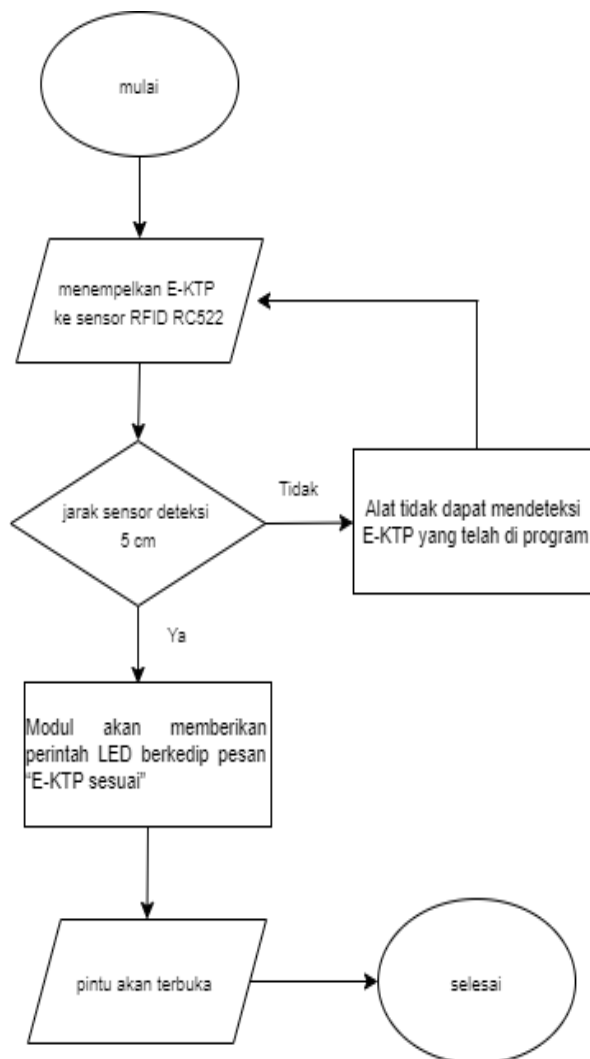 mulai
menempelkan E-KTP
ke sensor RFID RC522
jarak sensor deteksi
5 cm
Tidak
Alat tidak dapat mendeteksi
E-KTP yang telah di program
Ya
Modul akan memberikan
perintah LED berkedip pesan
“E-KTP sesuai”
pintu akan terbuka
selesai